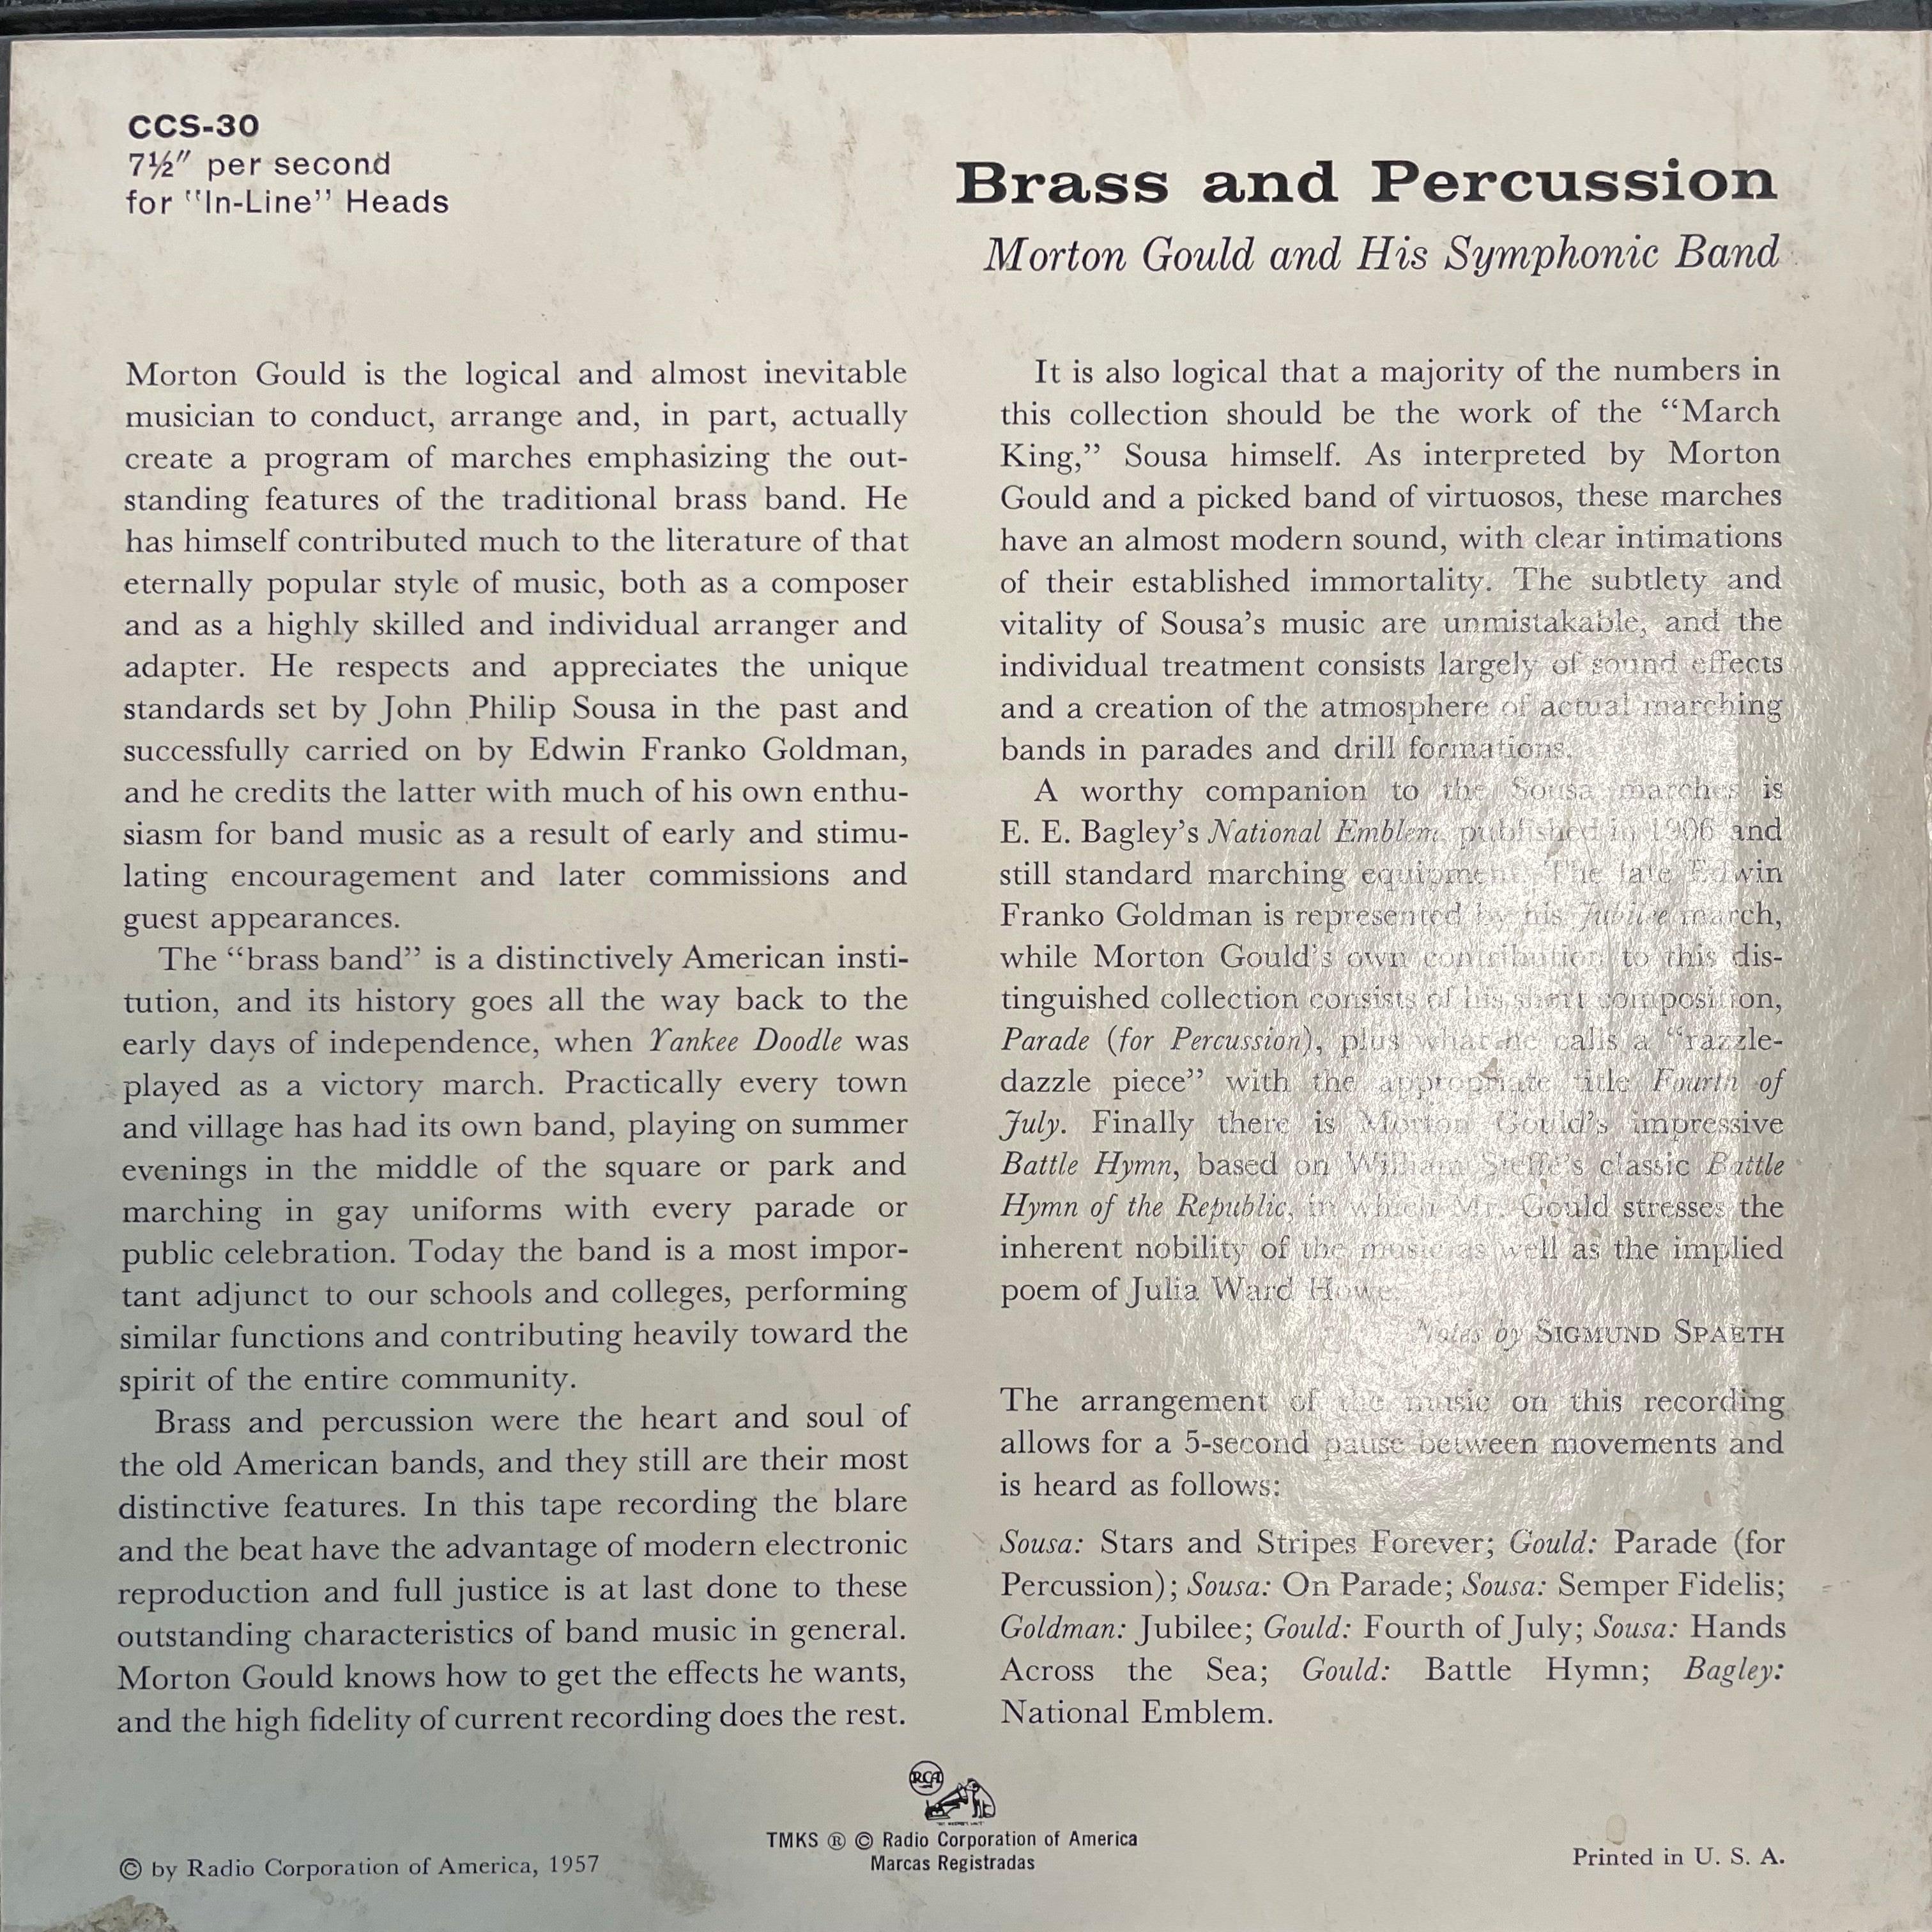 CCS-30
7½″ per second
for "In-Line" Heads
Brass and Percussion
Morton Gould and His Symphonic Band
Morton Gould is the logical and almost inevitable
musician to conduct, arrange and, in part, actually
create a program of marches emphasizing the out-
standing features of the traditional brass band. He
has himself contributed much to the literature of that
eternally popular style of music, both as a composer
and as a highly skilled and individual arranger and
adapter. He respects and appreciates the unique
standards set by John Philip Sousa in the past and
successfully carried on by Edwin Franko Goldman,
and he credits the latter with much of his own enthu-
siasm for band music as a result of early and stimu-
lating encouragement and later commissions and
guest appearances.
The “brass band” is a distinctively American insti-
tution, and its history goes all the way back to the
early days of independence, when Yankee Doodle was
played as a victory march. Practically every town
and village has had its own band, playing on summer
evenings in the middle of the square or park and
marching in gay uniforms with every parade or
public celebration. Today the band is a most impor-
tant adjunct to our schools and colleges, performing
similar functions and contributing heavily toward the
spirit of the entire community.
Brass and percussion were the heart and soul of
the old American bands, and they still are their most
distinctive features. In this tape recording the blare
and the beat have the advantage of modern electronic
reproduction and full justice is at last done to these
outstanding characteristics of band music in general.
Morton Gould knows how to get the effects he wants,
and the high fidelity of current recording does the rest.
It is also logical that a majority of the numbers in
this collection should be the work of the “March
King,” Sousa himself. As interpreted by Morton
Gould and a picked band of virtuosos, these marches
have an almost modern sound, with clear intimations
of their established immortality. The subtlety and
vitality of Sousa’s music are unmistakable, and the
individual treatment consists largely of sound effects
and a creation of the atmosphere of actual marching
bands in parades and drill formations.
A worthy companion to the Sousa marches is
E. E. Bagley’s National Emblem, published in 1906 and
still standard marching equipment. The late Edwin
Franko Goldman is represented by his Jubilee march,
while Morton Gould’s own contribution to this dis-
tinguished collection consists of his short composition,
Parade (for Percussion), plus what he calls a “razzle-
dazzle piece” with the appropriate title Fourth of
July. Finally there is Morton Gould’s impressive
Battle Hymn, based on William Steffe’s classic Battle
Hymn of the Republic, in which Mr. Gould stresses the
inherent nobility of the music as well as the implied
poem of Julia Ward Howe.
Notes by SIGMUND SPAETH
The arrangement of the music on this recording
allows for a 5-second pause between movements and
is heard as follows:
Sousa: Stars and Stripes Forever; Gould: Parade (for
Percussion); Sousa: On Parade; Sousa: Semper Fidelis;
Goldman: Jubilee; Gould: Fourth of July; Sousa: Hands
Across the Sea; Gould: Battle Hymn; Bagley:
National Emblem.
RCA
TMKS ® © Radio Corporation of America
Marcas Registradas
© by Radio Corporation of America, 1957
Printed in U. S. A.